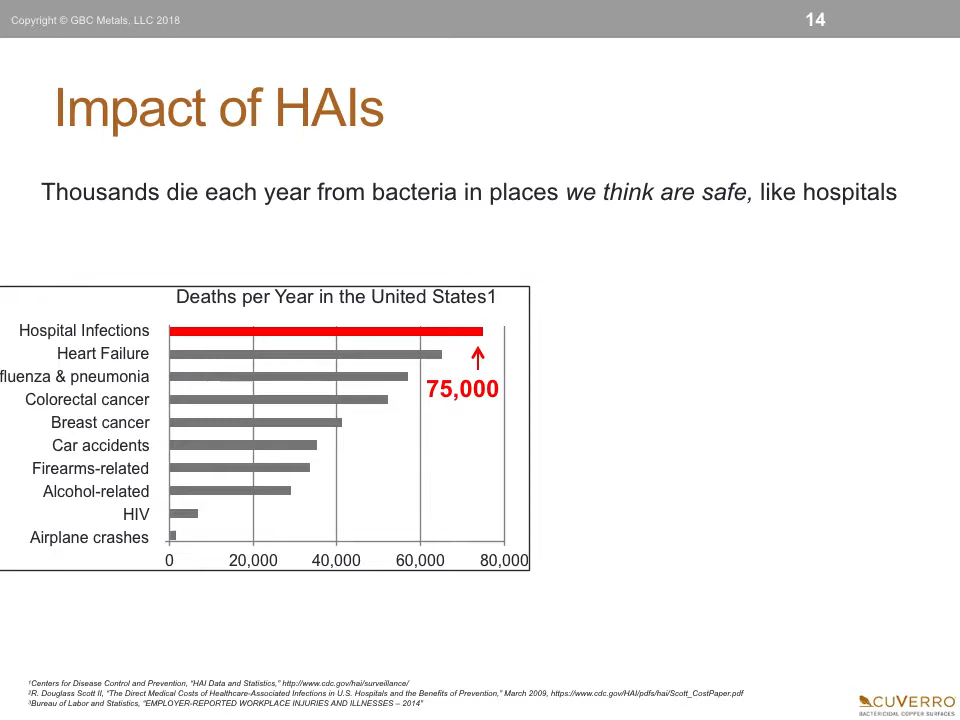 Copyright © GBC Metals, LLC 2018
14
Impact of HAIs
Thousands die each year from bacteria in places we think are safe, like hospitals
Deaths per Year in the United States1
Hospital Infections
Heart Failure
fluenza & pneumonia
75,000
Colorectal cancer
Breast cancer
Car accidents
Firearms-related
Alcohol-related
HIV
Airplane crashes
0 20,000 40,000 60,000 80,000
¹Centers for Disease Control and Prevention, “HAI Data and Statistics,” http://www.cdc.gov/hai/surveillance/
²R. Douglass Scott II, “The Direct Medical Costs of Healthcare-Associated Infections in U.S. Hospitals and the Benefits of Prevention,” March 2009, https://www.cdc.gov/HAI/pdfs/hai/Scott_CostPaper.pdf
³Bureau of Labor and Statistics, “EMPLOYER-REPORTED WORKPLACE INJURIES AND ILLNESSES – 2014”
CUVERRO
BACTERICIDAL COPPER SURFACES